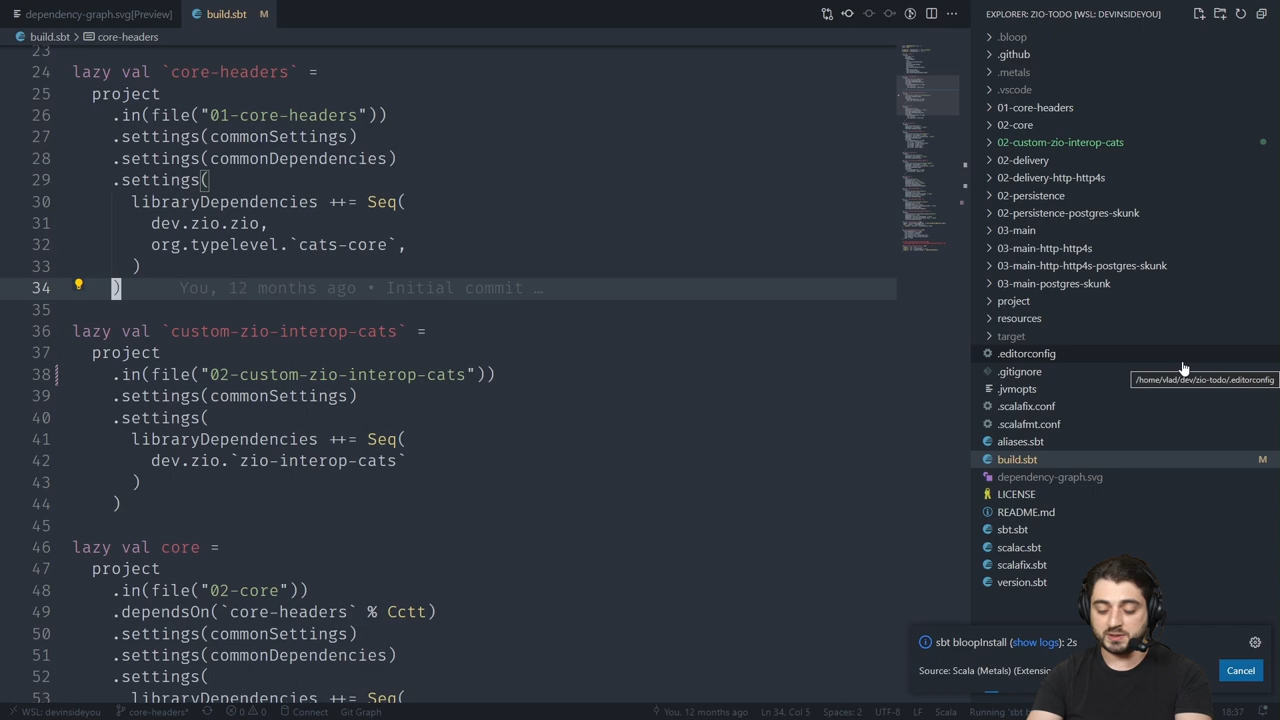 dependency-graph.svg[Preview]
build.sbt M
build.sbt > core-headers
23
24 lazy val `core-headers` =
25 project
26 .in(file("01-core-headers"))
27 .settings(commonSettings)
28 .settings(commonDependencies)
29 .settings(
30 libraryDependencies ++= Seq(
31 dev.zio.zio,
32 org.typelevel.`cats-core`,
33 )
34 ) You, 12 months ago • Initial commit …
35
36 lazy val `custom-zio-interop-cats` =
37 project
38 .in(file("02-custom-zio-interop-cats"))
39 .settings(commonSettings)
40 .settings(
41 libraryDependencies ++= Seq(
42 dev.zio.`zio-interop-cats`
43 )
44 )
45
46 lazy val core =
47 project
48 .in(file("02-core"))
49 .dependsOn(`core-headers` % Cctt)
50 .settings(commonSettings)
51 .settings(commonDependencies)
52 .settings(
53 libraryDependencies ++= Seq(
EXPLORER: ZIO-TODO [WSL: DEVINSIDEYOU]
.bloop
.github
.metals
.vscode
01-core-headers
02-core
02-custom-zio-interop-cats
02-delivery
02-delivery-http-http4s
02-persistence
02-persistence-postgres-skunk
03-main
03-main-http-http4s
03-main-http-http4s-postgres-skunk
03-main-postgres-skunk
project
resources
target
.editorconfig
.gitignore
/home/vlad/dev/zio-todo/.editorconfig
.jvmopts
.scalafix.conf
.scalafmt.conf
aliases.sbt
build.sbt M
dependency-graph.svg
LICENSE
README.md
sbt.sbt
scalac.sbt
scalafix.sbt
version.sbt
sbt bloopInstall (show logs): 2s
Source: Scala (Metals) (Extensio
Cancel
WSL: devinsideyou core-headers* 0 0 Connect Git Graph You, 12 months ago Ln 34, Col 5 Spaces: 2 UTF-8 LF Scala Running 'sbt 18:37